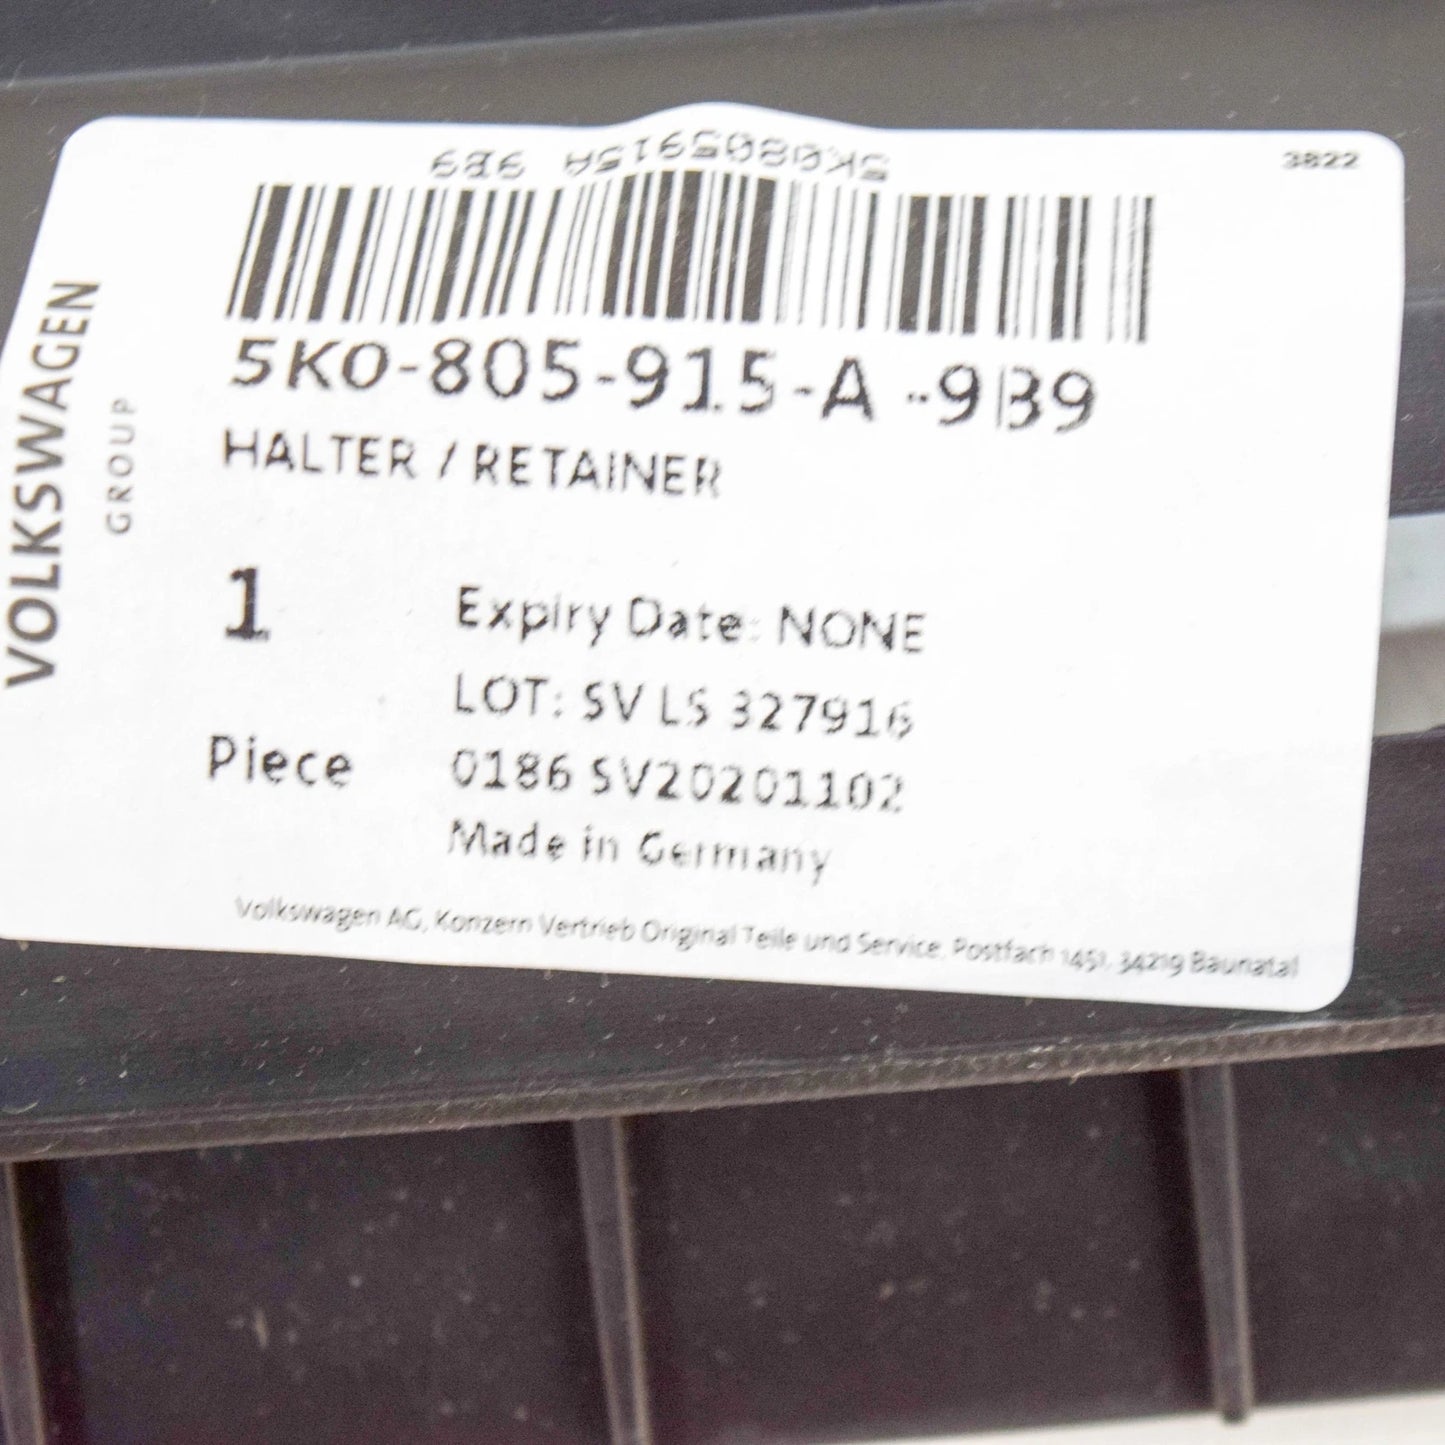 5K0805915A 9B9
3822
5K0-805-915-A -9B9
HALTER / RETAINER
1
Piece
Expiry Date: NONE
LOT: SV LS 327916
0186 SV20201102
Made in Germany
Volkswagen AG, Konzern Vertrieb Original Teile und Service, Postfach 1451, 34219 Baunatal
VOLKSWAGEN
GROUP